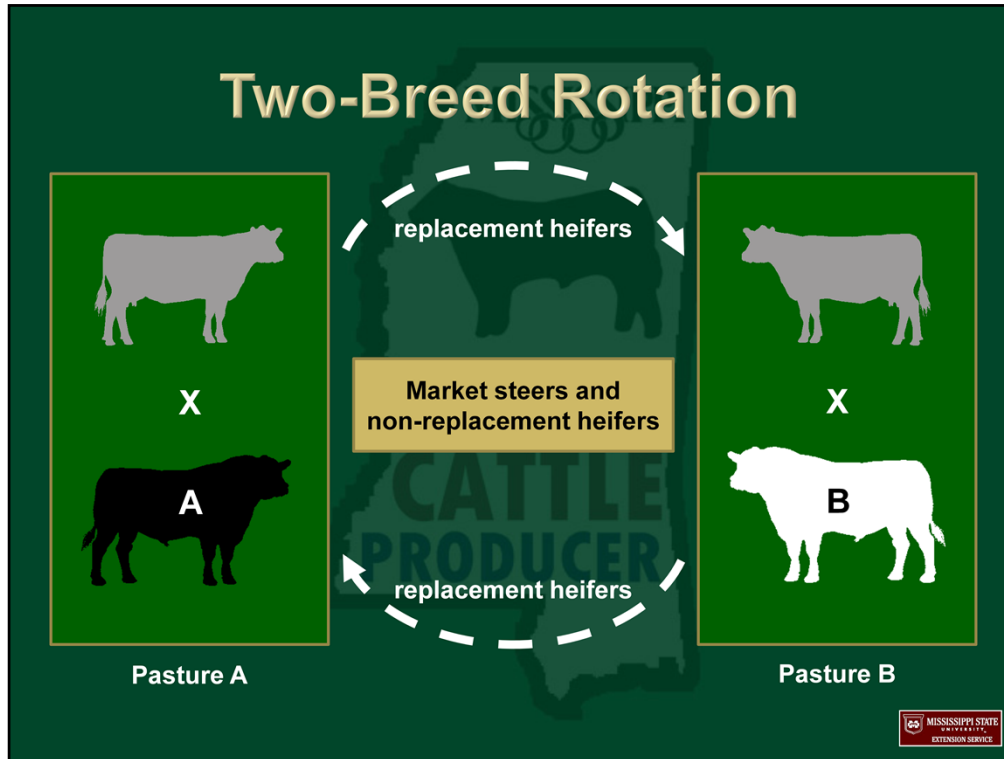 Two-Breed Rotation
replacement heifers
X
A
Pasture A
Market steers and
non-replacement heifers
CATTLE
PRODUCER
replacement heifers
X
B
Pasture B
MISSISSIPPI STATE
UNIVERSITY
EXTENSION SERVICE